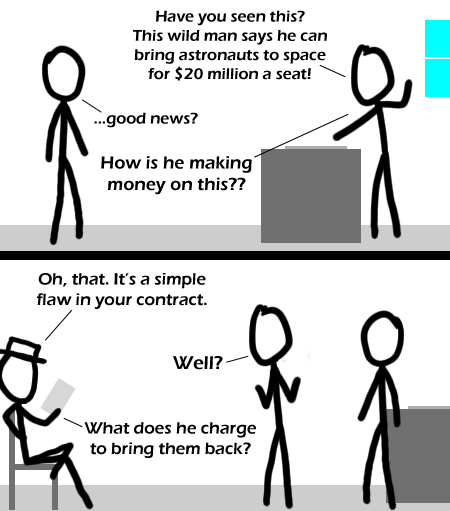 Have you seen this?
This wild man says he can
bring astronauts to space
for $20 million a seat!
...good news?
How is he making
money on this??
Oh, that. It's a simple
flaw in your contract.
Well?
What does he charge
to bring them back?